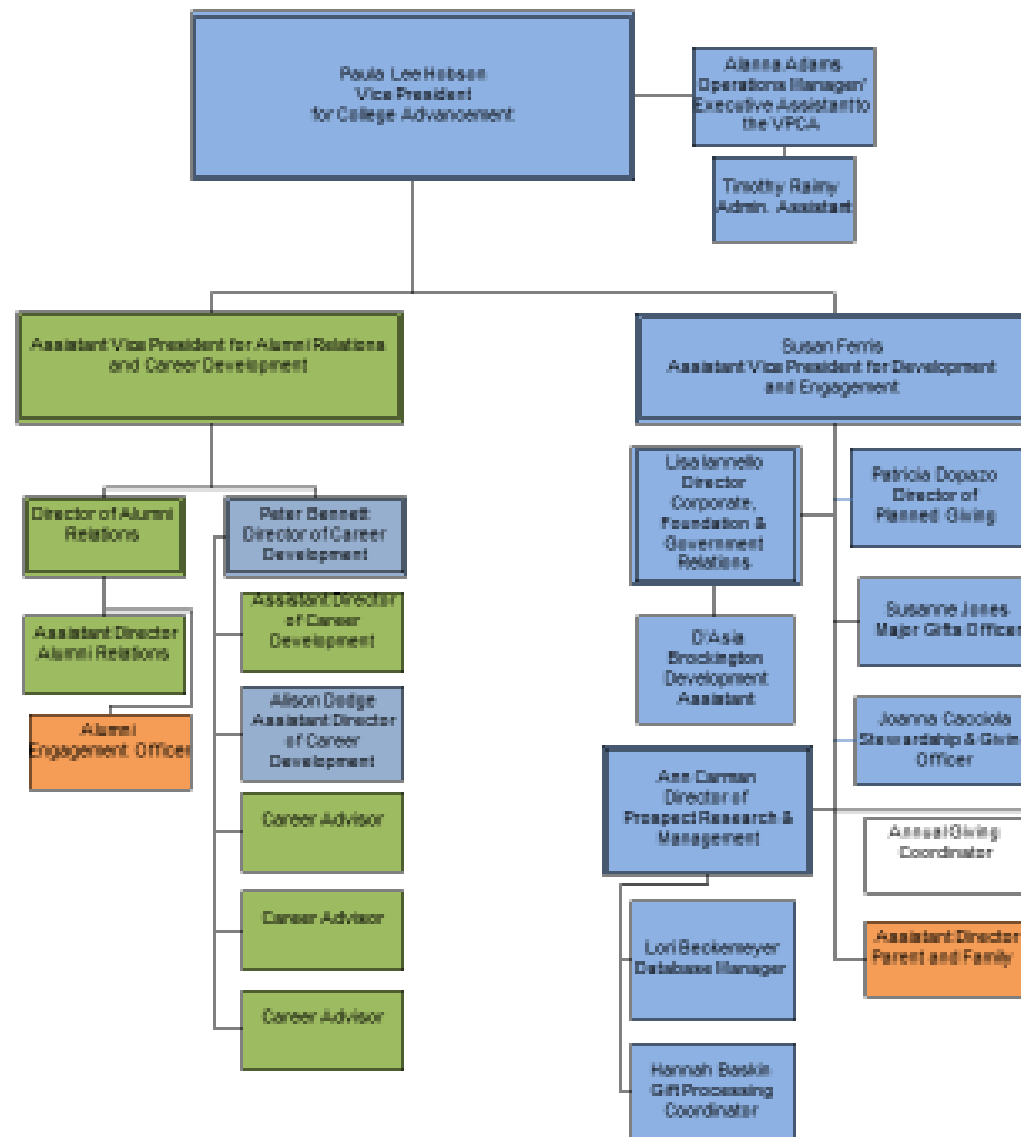 Paula Lee Hobson
Vice President
for College Advancement
Alanna Adams
Operations Manager/
Executive Assistant to
the VPCA
Timothy Raimy
Admin. Assistant
Assistant Vice President for Alumni Relations
and Career Development
Susan Ferris
Assistant Vice President for Development
and Engagement
Director of Alumni
Relations
Peter Bennett
Director of Career
Development
Assistant Director
Alumni Relations
Alumni
Engagement Officer
Assistant Director
of Career
Development
Alison Dodge
Assistant Director
of Career
Development
Career Advisor
Career Advisor
Career Advisor
Lisa Iannello
Director
Corporate,
Foundation &
Government
Relations
D'Asia
Brockington
Development
Assistant
Patricia Dopazo
Director of
Planned Giving
Susanne Jones
Major Gifts Officer
Joanna Cacciola
Stewardship & Givin
Officer
Ann Carman
Director of
Prospect Research &
Management
Annual Giving
Coordinator
Assistant Director
Parent and Family
Lori Beckemeyer
Database Manager
Hannah Baskin
Gift Processing
Coordinator